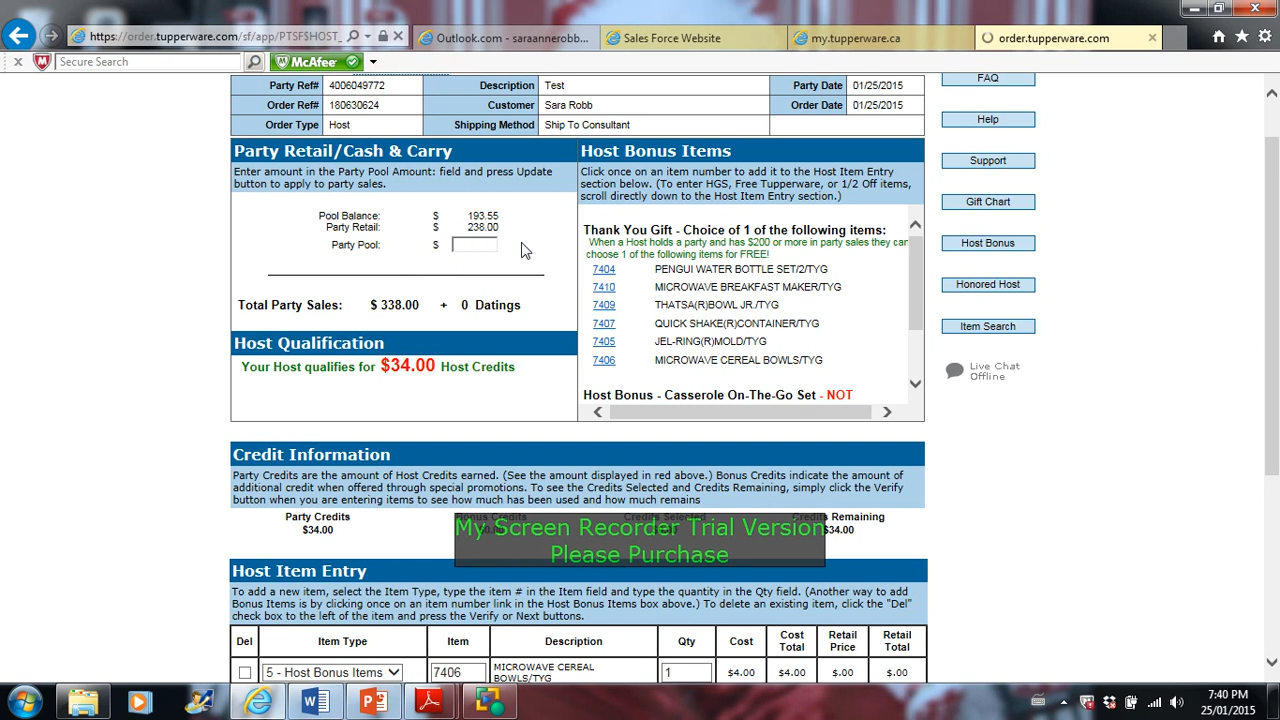 https://order.tupperware.com/sf/app/PTSF$HOST_
Outlook.com - saraannerobb...
Sales Force Website
my.tupperware.ca
order.tupperware.com
Secure Search
McAfee
Party Ref# 4006049772 Description Test Party Date 01/25/2015
Order Ref# 180630624 Customer Sara Robb Order Date 01/25/2015
Order Type Host Shipping Method Ship To Consultant
FAQ
Help
Support
Gift Chart
Host Bonus
Honored Host
Item Search
Live Chat
Offline
Party Retail/Cash & Carry
Enter amount in the Party Pool Amount: field and press Update
button to apply to party sales.
Pool Balance: $ 193.55
Party Retail: $ 238.00
Party Pool: $
Total Party Sales: $ 338.00 + 0 Datings
Host Qualification
Your Host qualifies for $34.00 Host Credits
Host Bonus Items
Click once on an item number to add it to the Host Item Entry
section below. (To enter HGS, Free Tupperware, or 1/2 Off items,
scroll directly down to the Host Item Entry section.)
Thank You Gift - Choice of 1 of the following items:
When a Host holds a party and has $200 or more in party sales they can
choose 1 of the following items for FREE!
7404 PENGUI WATER BOTTLE SET/2/TYG
7410 MICROWAVE BREAKFAST MAKER/TYG
7409 THATSA(R)BOWL JR./TYG
7407 QUICK SHAKE(R)CONTAINER/TYG
7405 JEL-RING(R)MOLD/TYG
7406 MICROWAVE CEREAL BOWLS/TYG
Host Bonus - Casserole On-The-Go Set - NOT
Credit Information
Party Credits are the amount of Host Credits earned. (See the amount displayed in red above.) Bonus Credits indicate the amount of
additional credit when offered through special promotions. To see the Credits Selected and Credits Remaining, simply click the Verify
button when you are entering items to see how much has been used and how much remains
Party Credits Bonus Credits Credits Selected Credits Remaining
$34.00 $34.00
My Screen Recorder Trial Version
Please Purchase
Host Item Entry
To add a new item, select the Item Type, type the item # in the Item field and type the quantity in the Qty field. (Another way to add
Bonus Items is by clicking once on an item number link in the Host Bonus Items box above.) To delete an existing item, click the "Del"
check box to the left of the item and press the Verify or Next buttons.
Del Item Type Item Description Qty Cost Cost Total Retail Price Retail Total
5 - Host Bonus Items 7406 MICROWAVE CEREAL BOWLS/TYG 1 $4.00 $4.00 $.00 $.00
7:40 PM
25/01/2015